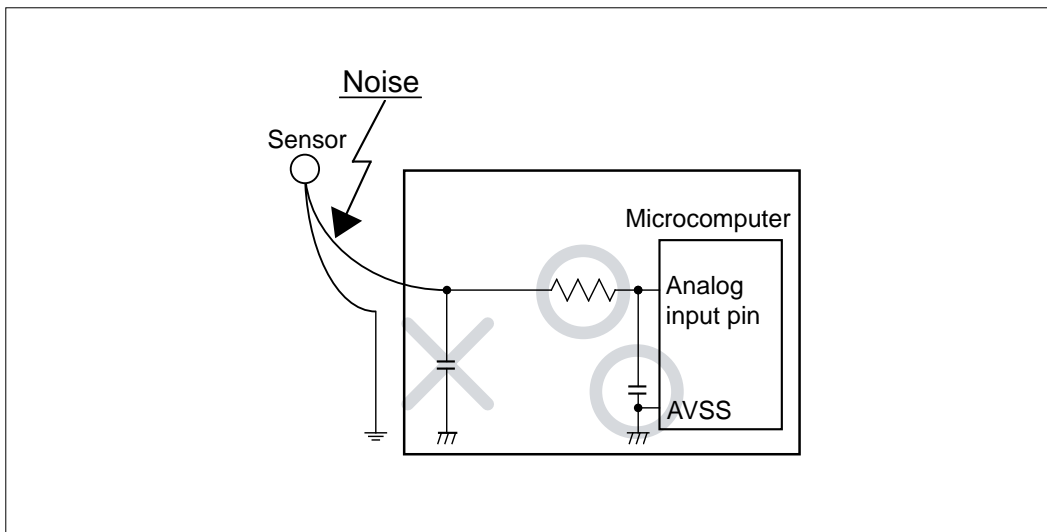 Noise
Sensor
Microcomputer
Analog
input pin
AVSS